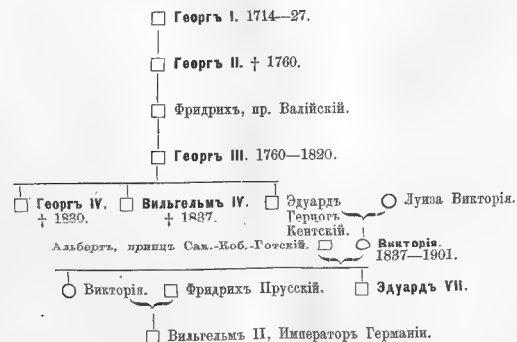 Георгъ I. 1714—27.
Георгъ II. † 1760.
Фридрихъ, пр. Валійскій.
Георгъ III. 1760—1820.
Георгъ IV. † 1830.
Вильгельмъ IV. † 1837.
Эдуардъ Герцогъ Кентскій.
Луиза Викторія.
Альбертъ, принцъ Сак.-Коб.-Готскій.
Викторія. 1837—1901.
Викторія.
Фридрихъ Прусскій.
Эдуардъ VII.
Вильгельмъ II, Императоръ Германіи.